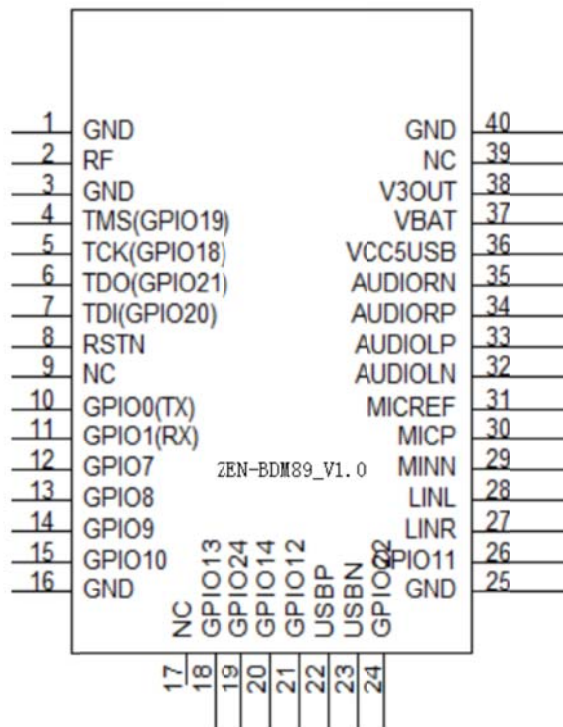 1 GND GND 40
2 RF NC 39
3 GND V3OUT 38
4 TMS(GPIO19) VBAT 37
5 TCK(GPIO18) VCC5USB 36
6 TDO(GPIO21) AUDIORN 35
7 TDI(GPIO20) AUDIORP 34
8 RSTN AUDIOLP 33
9 NC AUDIOLN 32
10 GPIO0(TX) MICREF 31
11 GPIO1(RX) MICP 30
12 GPIO7 ZEN-BDM89_V1.0 MINN 29
13 GPIO8 LINL 28
14 GPIO9 LINR 27
15 GPIO10 GPIO11 26
16 GND GND 25
NC GPIO13 GPIO24 GPIO14 GPIO12 USBP USBN GPIO22
17 18 19 20 21 22 23 24